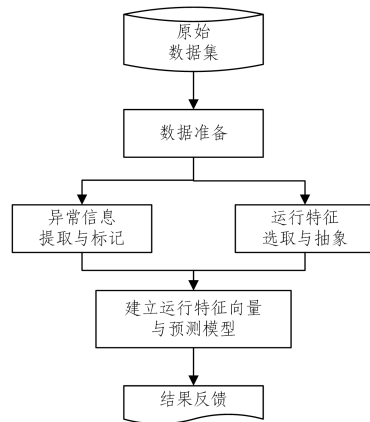 原始
数据集
数据准备
异常信息
提取与标记
运行特征
选取与抽象
建立运行特征向量
与预测模型
结果反馈